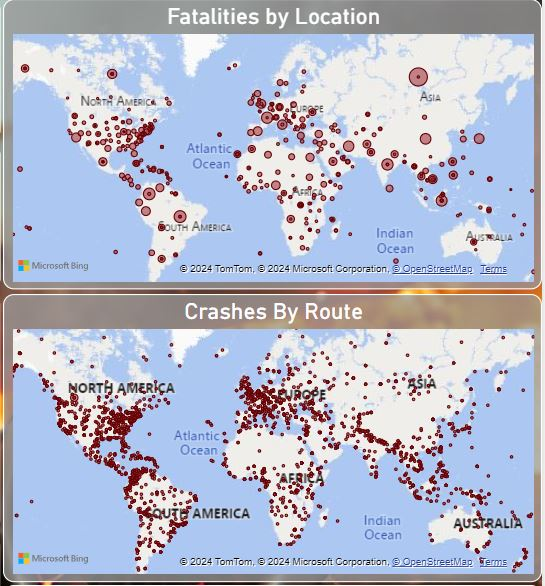 Fatalities by Location
NORTH AMERICA
EUROPE
ASIA
Atlantic
Ocean
AFRICA
SOUTH AMERICA
Indian
Ocean
AUSTRALIA
Microsoft Bing
© 2024 TomTom, © 2024 Microsoft Corporation, © OpenStreetMap Terms
Crashes By Route
NORTH AMERICA
ASIA
EUROPE
Atlantic
Ocean
AFRICA
SOUTH AMERICA
Indian
Ocean
AUSTRALIA
Microsoft Bing
© 2024 TomTom, © 2024 Microsoft Corporation, © OpenStreetMap Terms